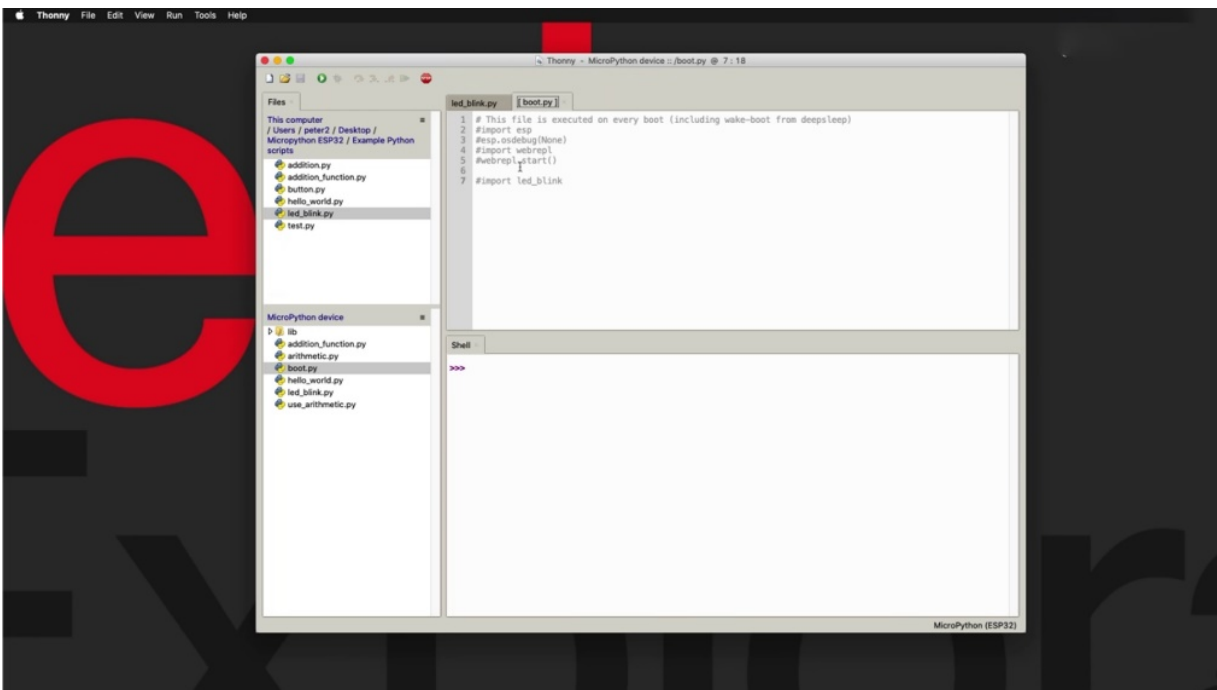 Thonny File Edit View Run Tools Help
Thonny - MicroPython device :: /boot.py @ 7 : 18
Files
This computer
/ Users / peter2 / Desktop /
Micropython ESP32 / Example Python
scripts
addition.py
addition_function.py
button.py
hello_world.py
led_blink.py
test.py
MicroPython device
lib
addition_function.py
arithmetic.py
boot.py
hello_world.py
led_blink.py
use_arithmetic.py
led_blink.py [ boot.py ]
1 # This file is executed on every boot (including wake-boot from deepsleep)
2 #import esp
3 #esp.osdebug(None)
4 #import webrepl
5 #webrepl.start()
6
7 #import led_blink
Shell
>>>
MicroPython (ESP32)
e